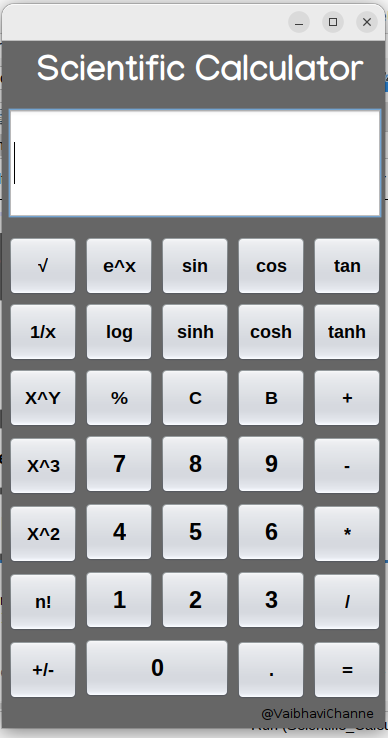 Scientific Calculator
√ e^x sin cos tan
1/x log sinh cosh tanh
X^Y % C B +
X^3 7 8 9 -
X^2 4 5 6 *
n! 1 2 3 /
+/- 0 . =
@VaibhaviChanne